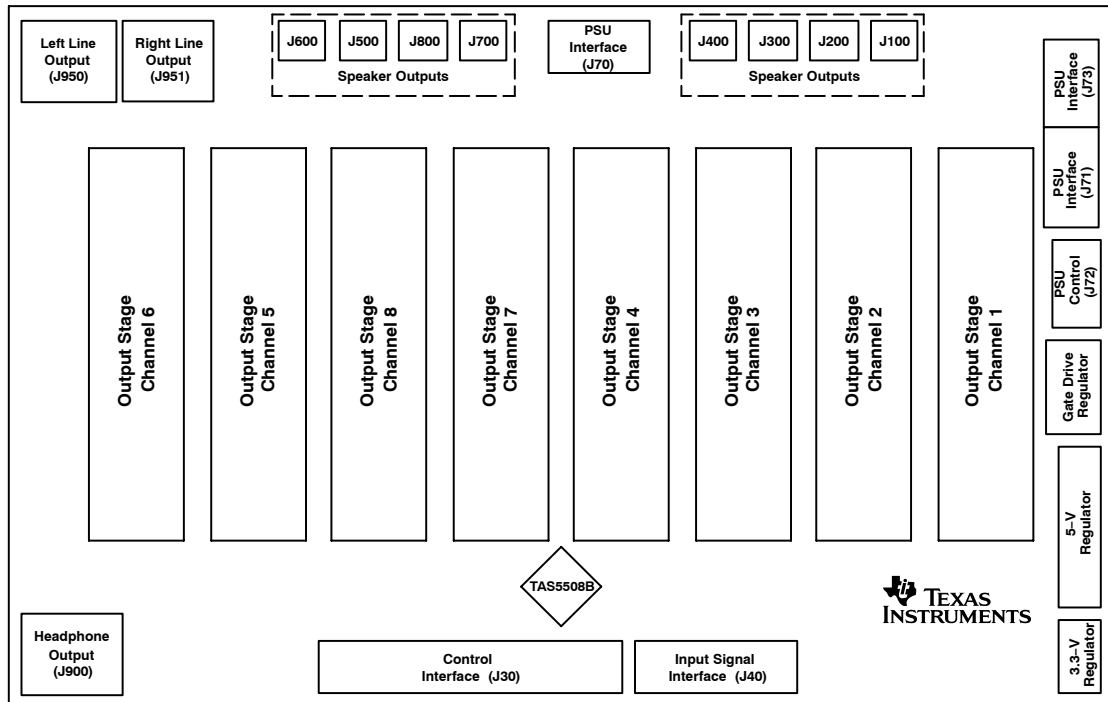 Left Line
Output
(J950)
Right Line
Output
(J951)
J600
J500
J800
J700
Speaker Outputs
PSU
Interface
(J70)
J400
J300
J200
J100
Speaker Outputs
PSU
Interface
(J73)
PSU
Interface
(J71)
PSU
Control
(J72)
Gate Drive
Regulator
5–V
Regulator
3.3–V
Regulator
Output Stage
Channel 6
Output Stage
Channel 5
Output Stage
Channel 8
Output Stage
Channel 7
Output Stage
Channel 4
Output Stage
Channel 3
Output Stage
Channel 2
Output Stage
Channel 1
TAS5508B
TEXAS
INSTRUMENTS
Headphone
Output
(J900)
Control
Interface (J30)
Input Signal
Interface (J40)